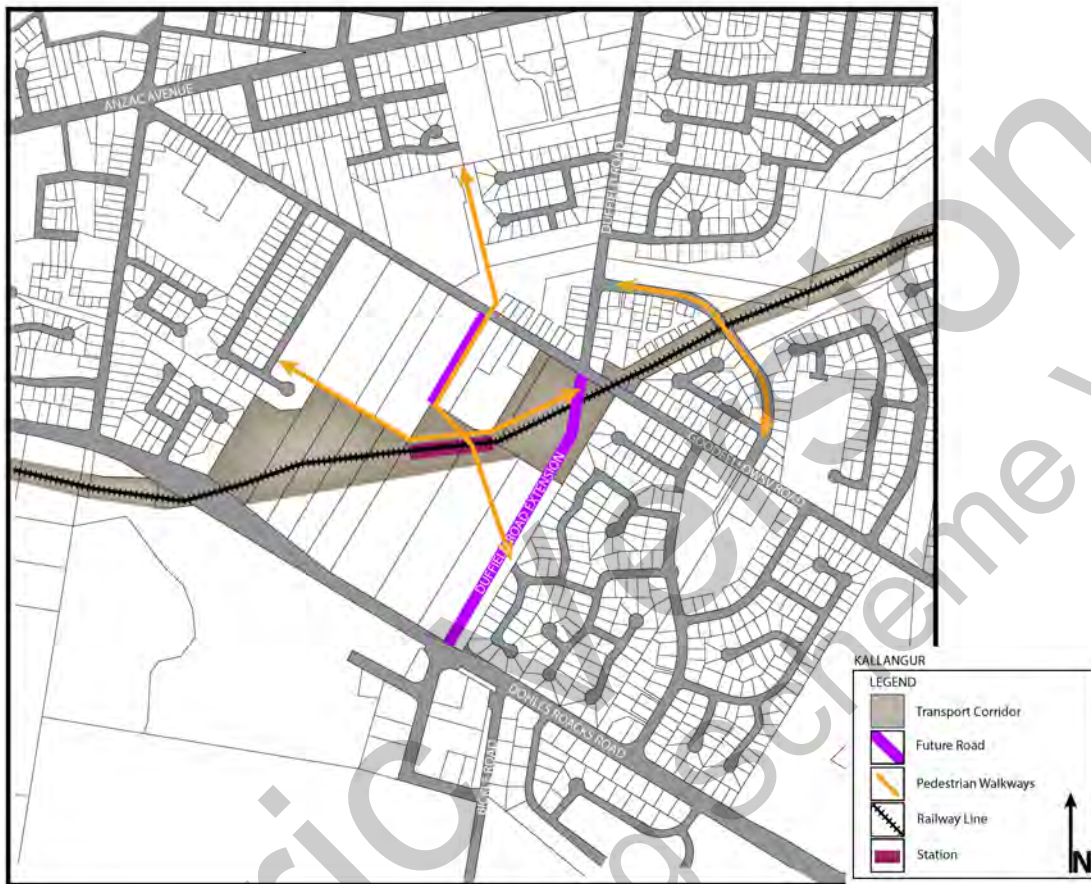 ANZAC AVENUE
DUFFIELD ROAD
GOODFELLOWS ROAD
DUFFIELD ROAD EXTENSION
DOHLES ROACKS ROAD
KALLANGUR
LEGEND
Transport Corridor
Future Road
Pedestrian Walkways
Railway Line
Station
N